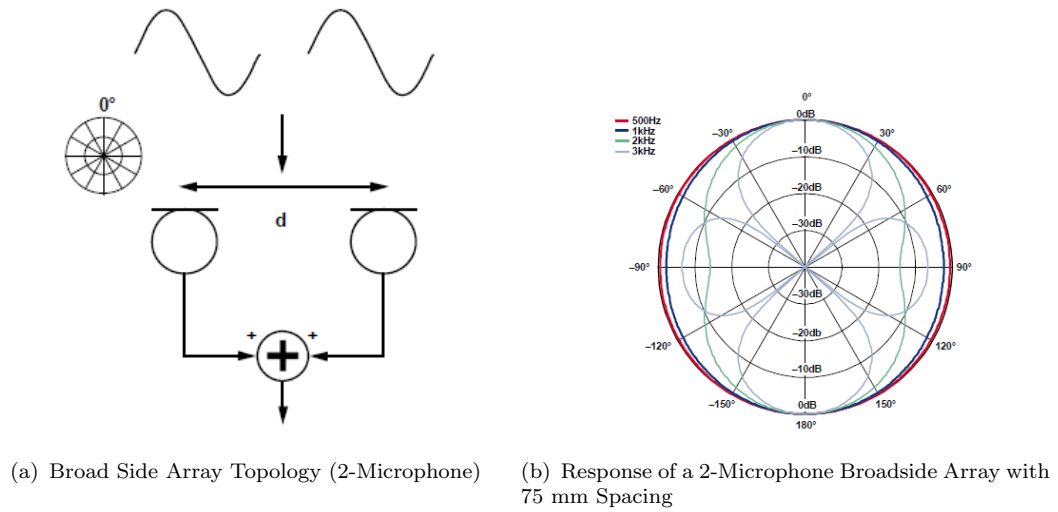 0°
d
+ +
+
(a) Broad Side Array Topology (2-Microphone)
500Hz
1kHz
2kHz
3kHz
0°
0dB
-30° 30°
-10dB
-60° -20dB 60°
-30dB
-90° 90°
-30dB
-120° -20db 120°
-10dB
-150° 0dB 150°
180°
(b) Response of a 2-Microphone Broadside Array with
75 mm Spacing